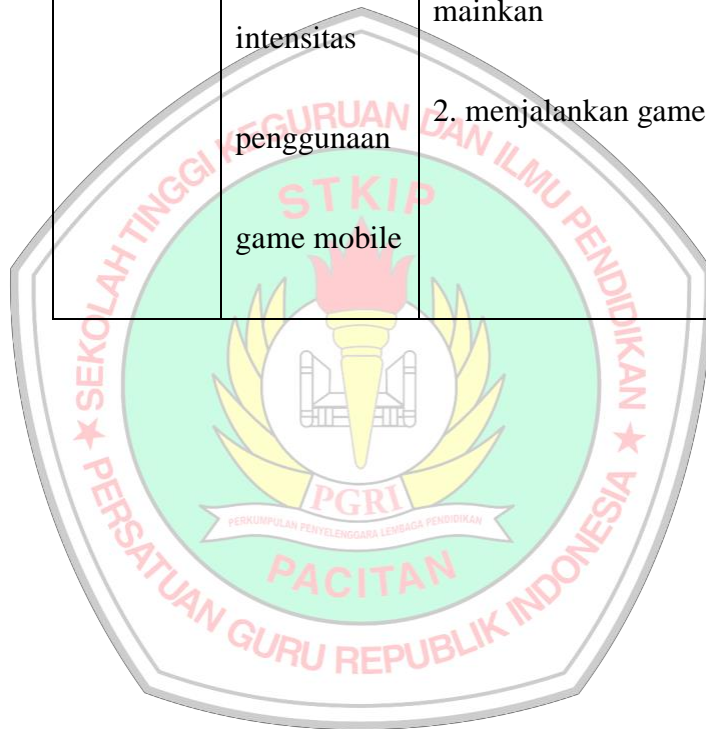 intensitas
penggunaan
game mobile
mainkan
2. menjalankan game
SEKOLAH TINGGI KEGURUAN DAN ILMU PENDIDIKAN
STKIP
PGRI
PERKUMPULAN PENYELENGGARA LEMBAGA PENDIDIKAN
PACITAN
PERSATUAN GURU REPUBLIK INDONESIA